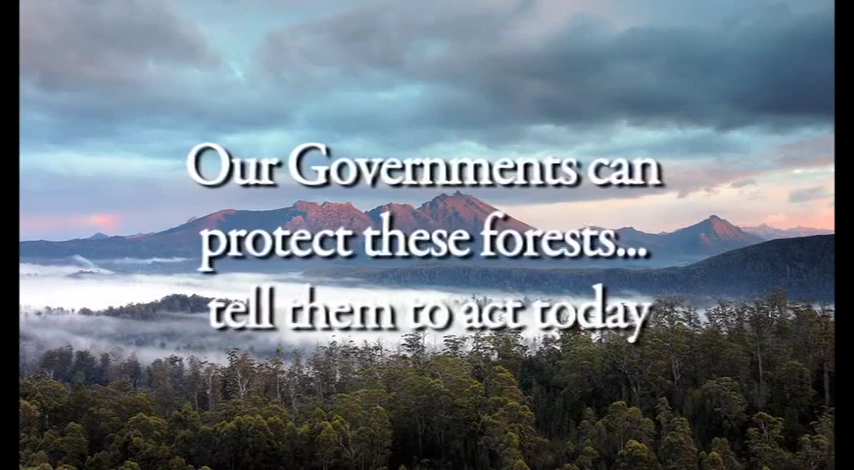 Our Governments can
protect these forests...
tell them to act today